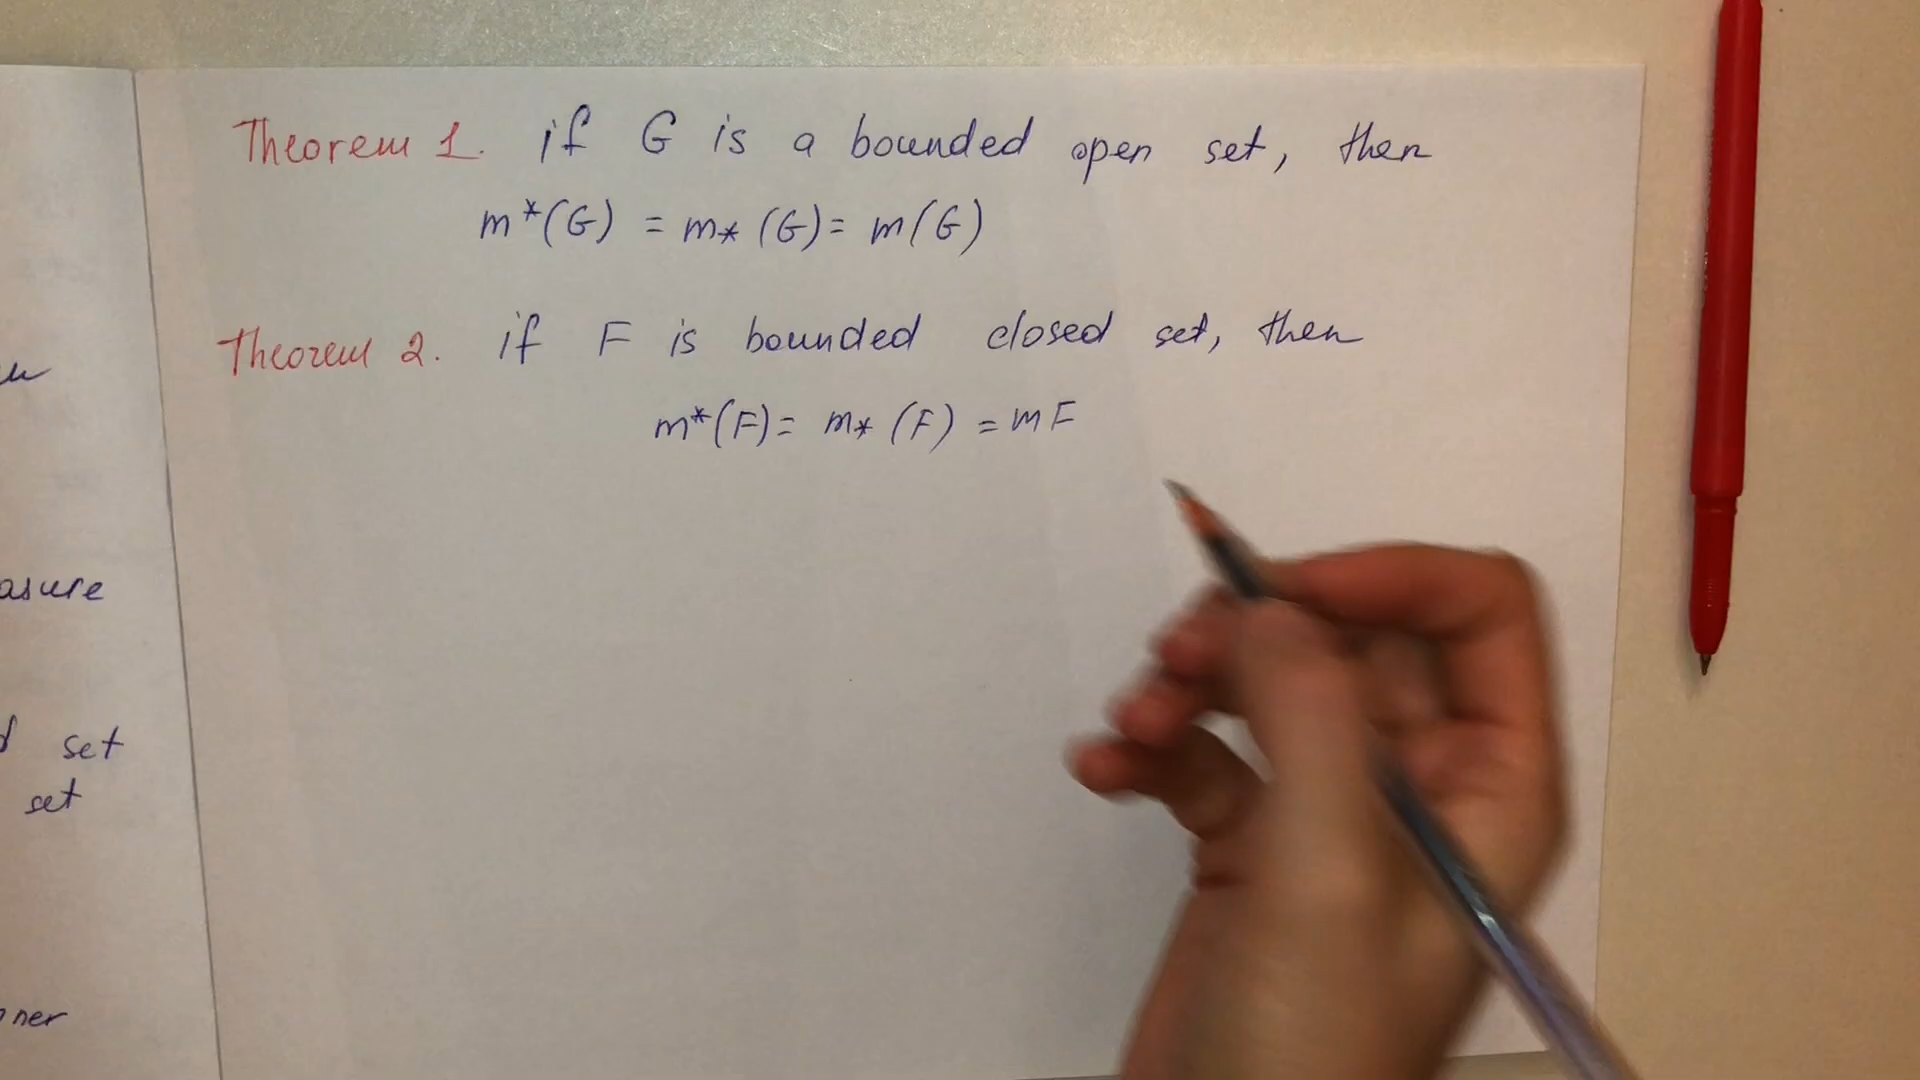 Theorem 1. if G is a bounded open set, then
m*(G) = m* (G) = m(G)
Theorem 2. if F is bounded closed set, then
m*(F) = m* (F) = mF
asure
set
set
ner